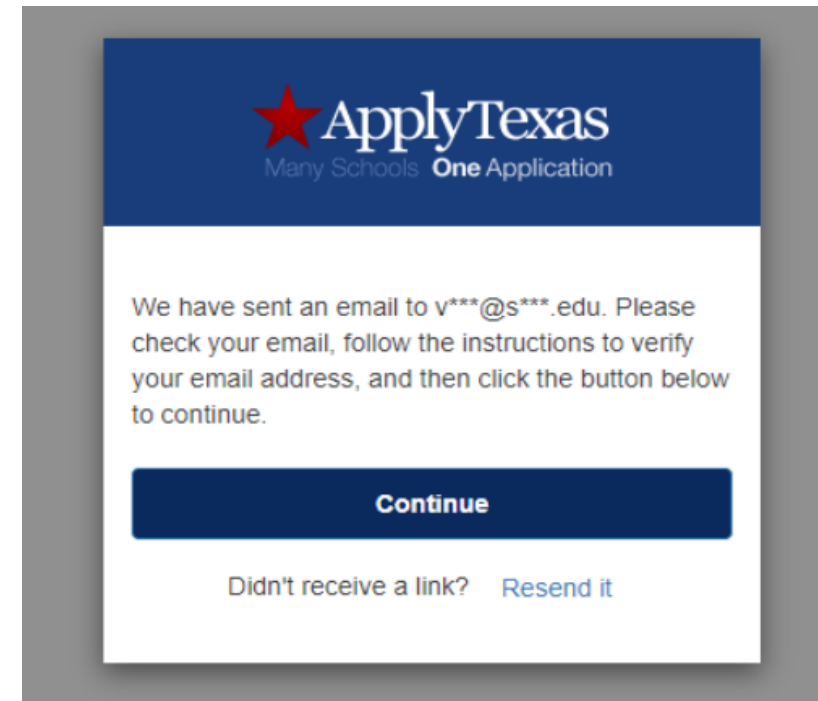 ApplyTexas
Many Schools One Application
We have sent an email to v***@s***.edu. Please
check your email, follow the instructions to verify
your email address, and then click the button below
to continue.
Continue
Didn't receive a link? Resend it